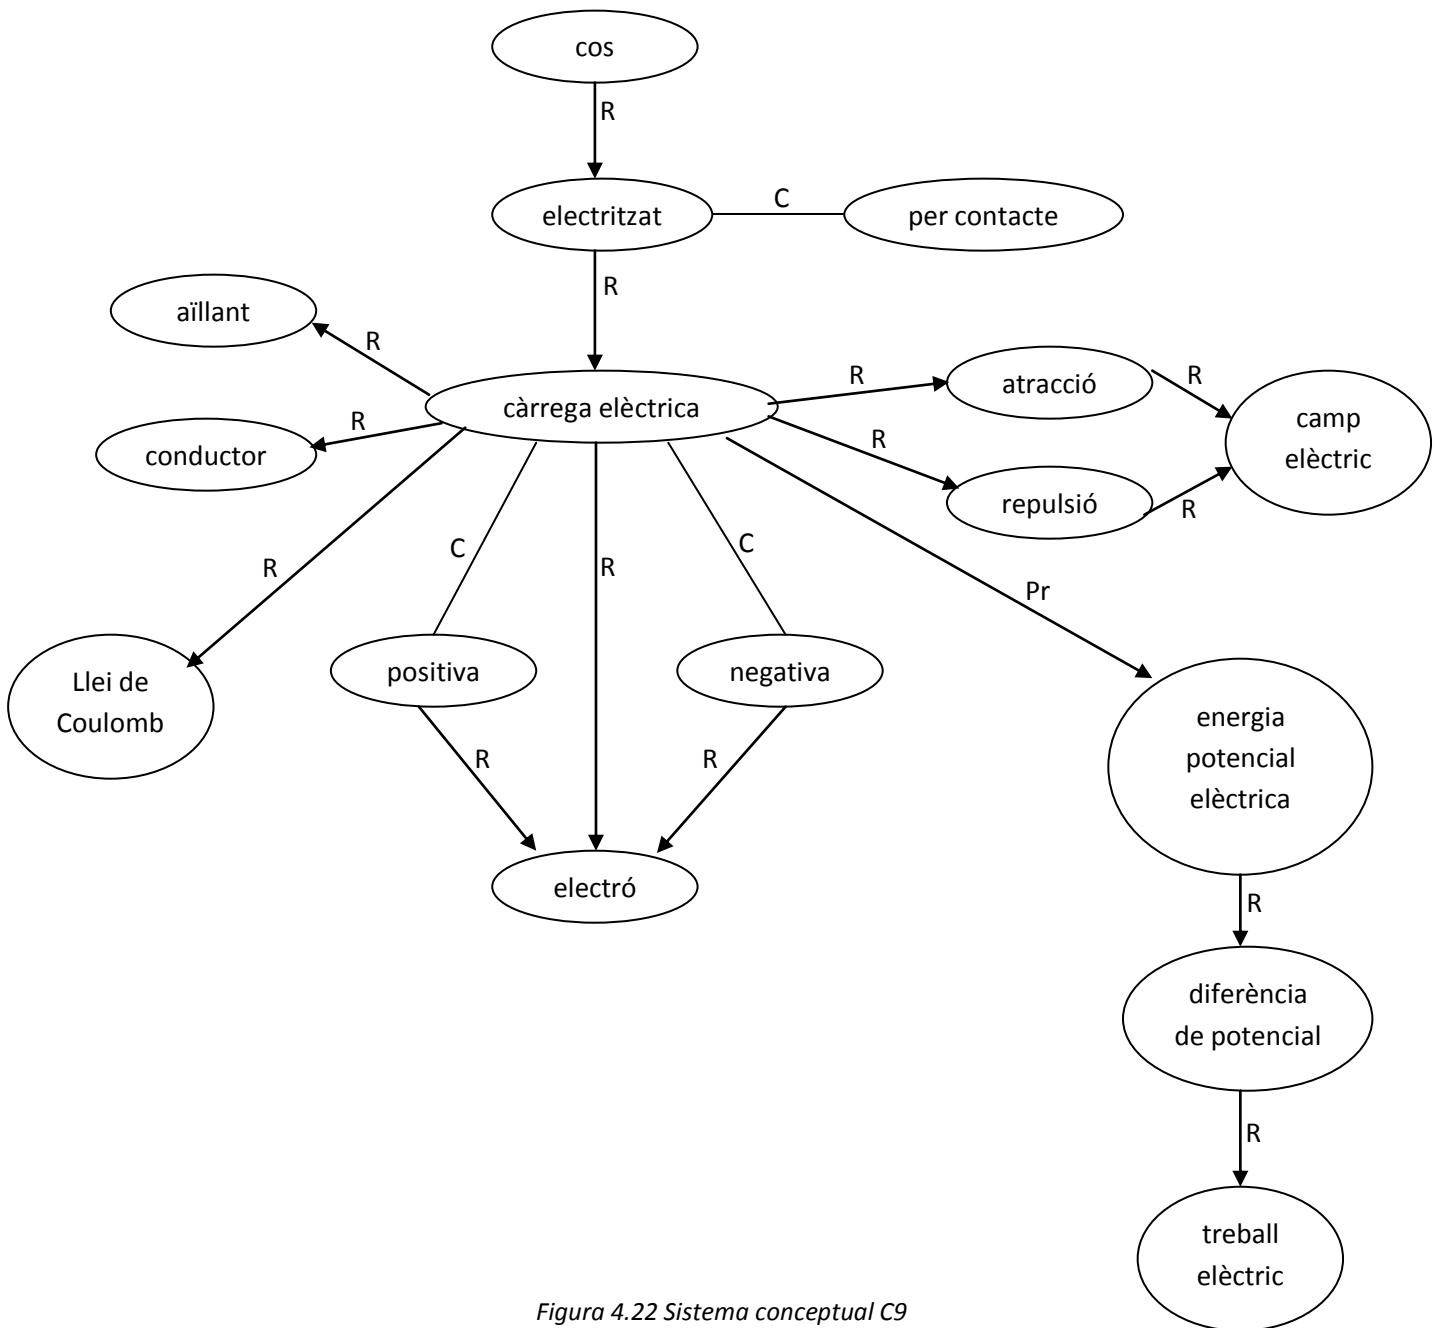 cos
R
electritzat
C
per contacte
R
aïllant
R
càrrega elèctrica
R
atracció
R
camp
elèctric
conductor
R
R
repulsió
R
R
C
R
C
Pr
Llei de
Coulomb
positiva
negativa
energia
potencial
elèctrica
R
R
electró
R
diferència
de potencial
R
treball
elèctric
Figura 4.22 Sistema conceptual C9